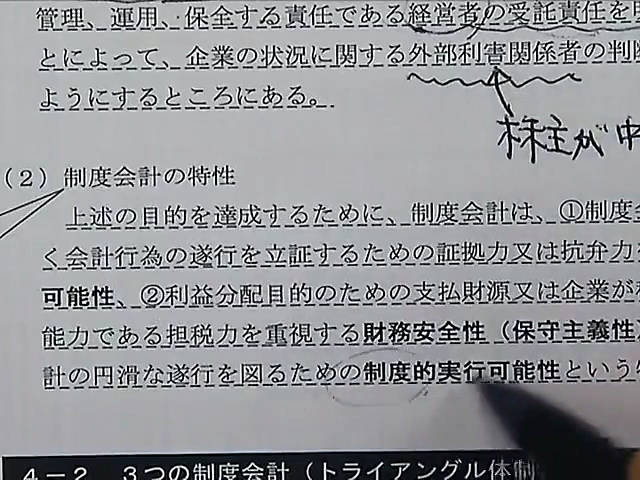 管理、運用、保全する責任である経営者の受託責任を
とによって、企業の状況に関する外部利害関係者の判
ようにするところにある。
株主が中
(2) 制度会計の特性
上述の目的を達成するために、制度会計は、①制度
く会計行為の遂行を立証するための証拠力又は抗弁力
可能性、②利益分配目的のための支払財源又は企業が
能力である担税力を重視する財務安全性（保守主義性
計の円滑な遂行を図るための制度的実行可能性という
4－2 3つの制度会計（トライアングル体制